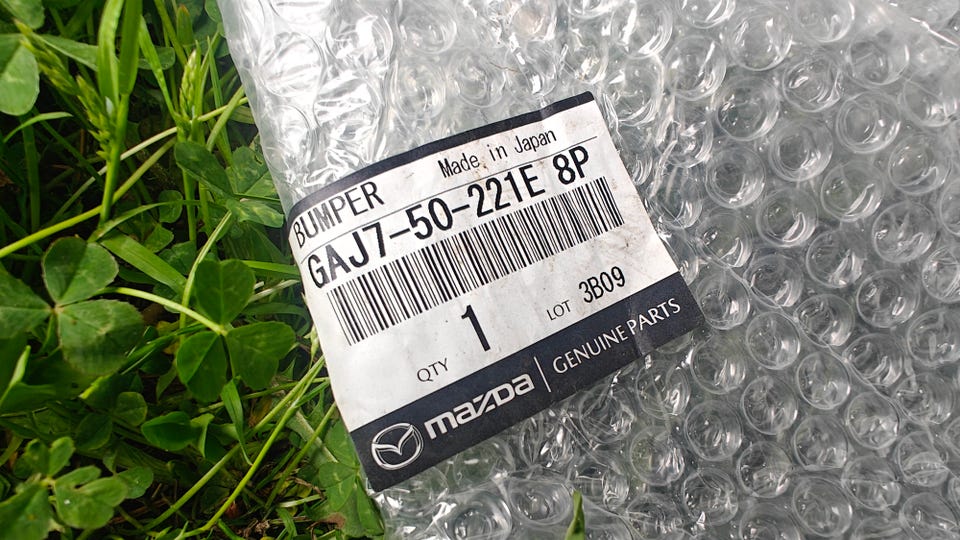 BUMPER Made in Japan
GAJ7-50-221E 8P
QTY 1 LOT 3B09
mazda | GENUINE PARTS